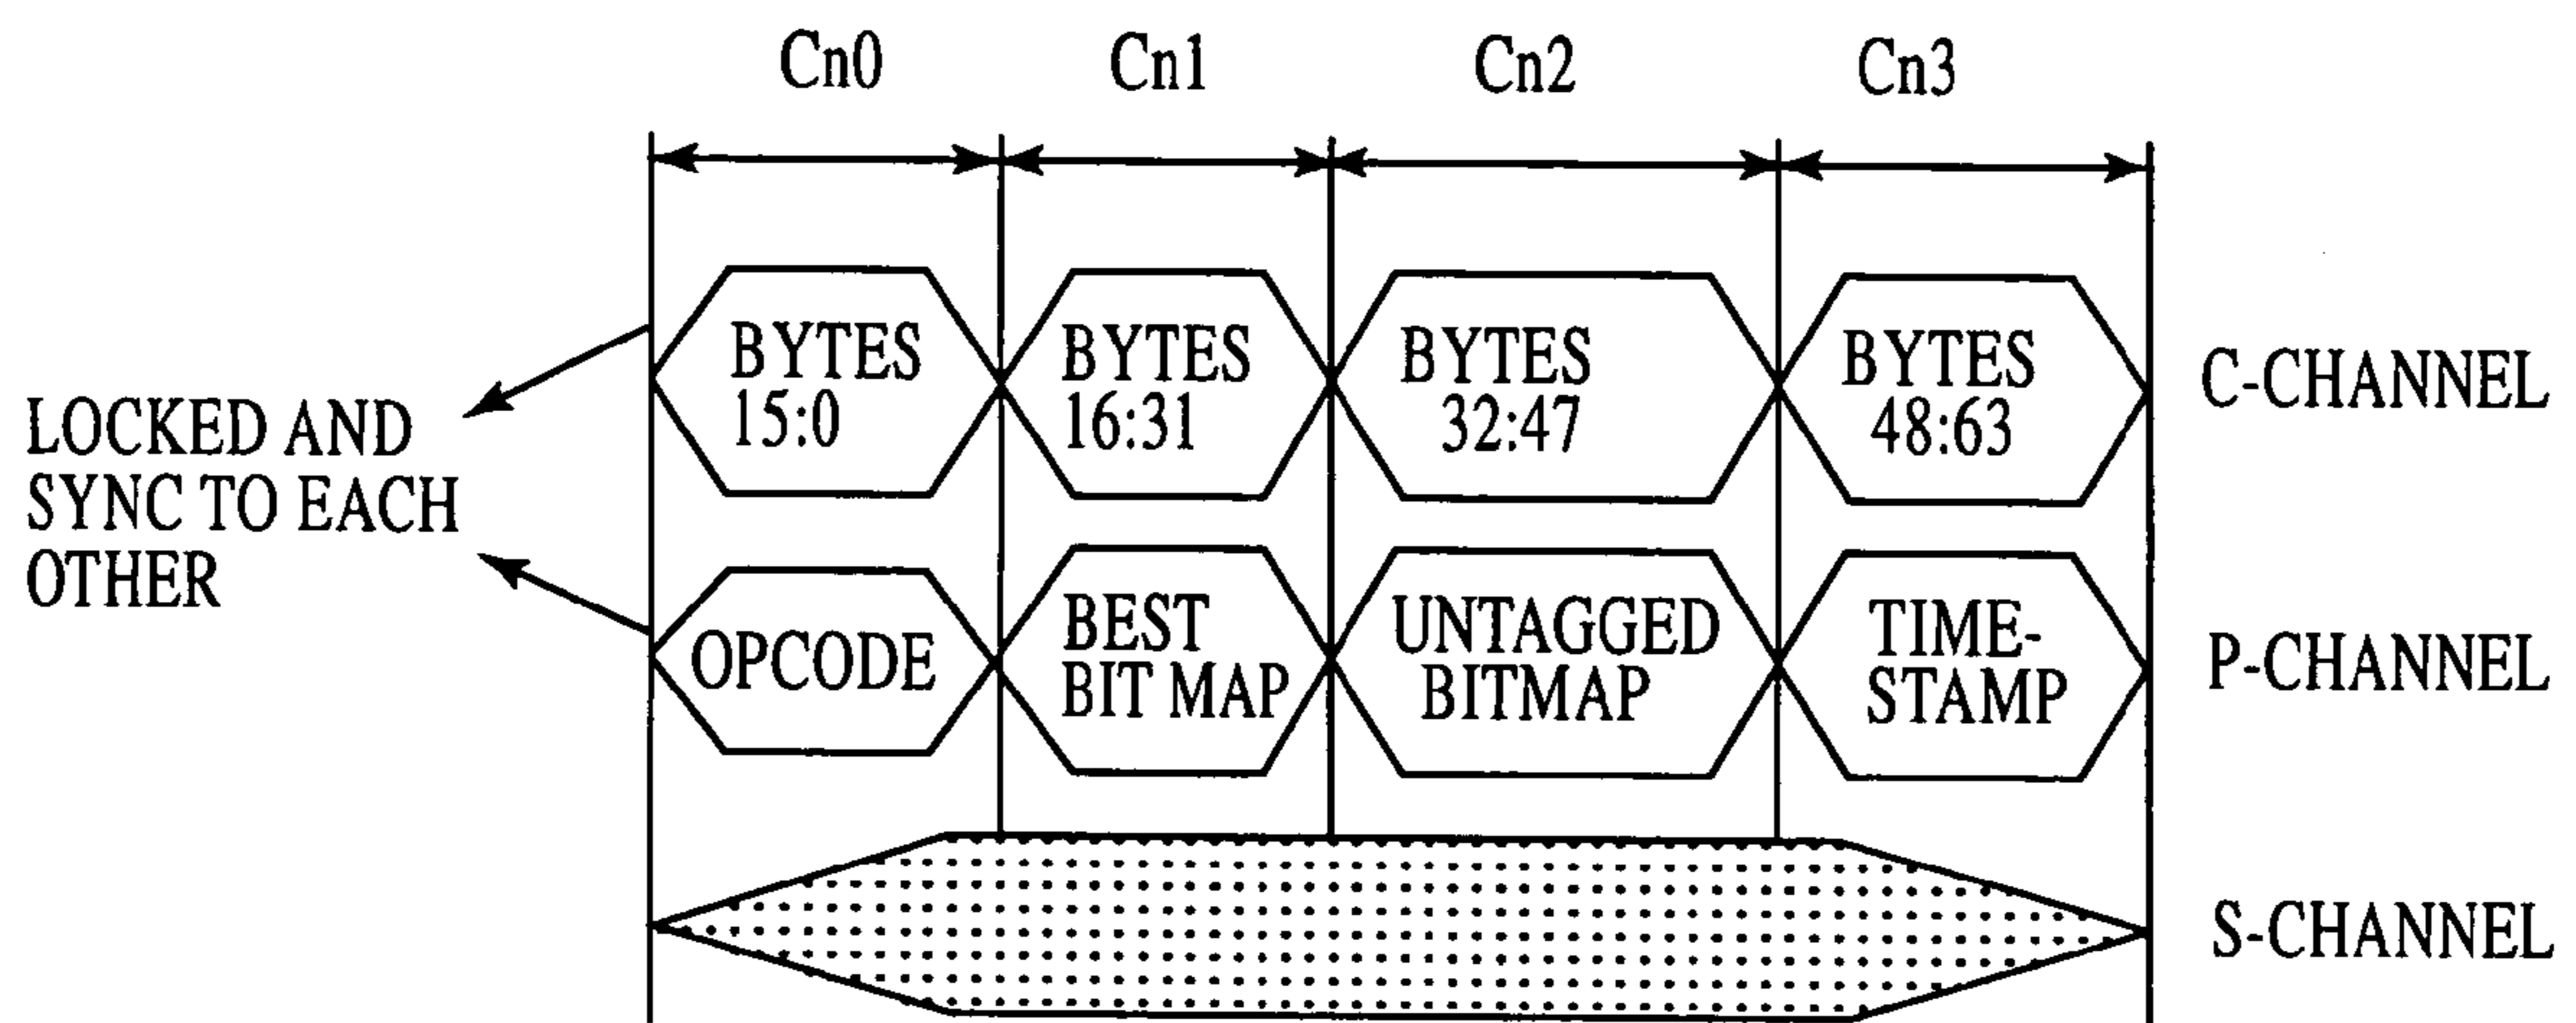 Cn0 Cn1 Cn2 Cn3
BYTES
15:0
BYTES
16:31
BYTES
32:47
BYTES
48:63
C-CHANNEL
LOCKED AND
SYNC TO EACH
OTHER
OPCODE
BEST
BIT MAP
UNTAGGED
BITMAP
TIME-
STAMP
P-CHANNEL
S-CHANNEL